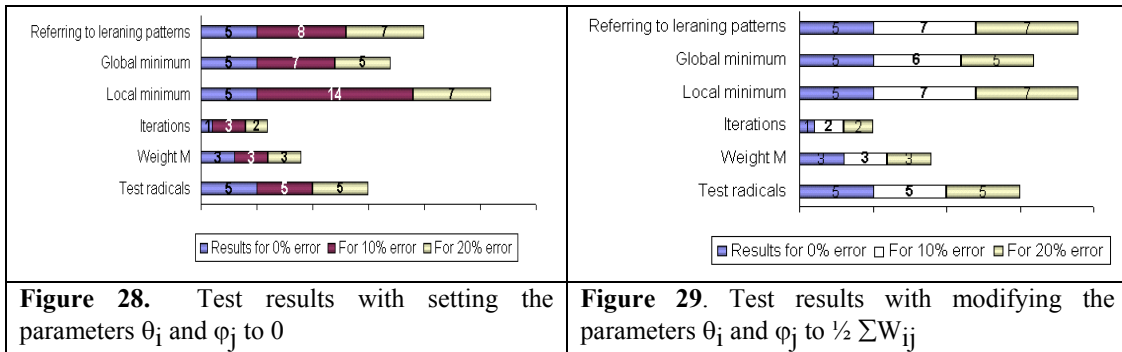 Referring to leraning patterns 5 8 7
Global minimum 5 7 5
Local minimum 5 14 7
Iterations 1 3 2
Weight M 3 3 3
Test radicals 5 5 5
Results for 0% error For 10% error For 20% error
Figure 28. Test results with setting the
parameters θi and φj to 0
Referring to leraning patterns 5 7 7
Global minimum 5 6 5
Local minimum 5 7 7
Iterations 1 2 2
Weight M 3 3 3
Test radicals 5 5 5
Results for 0% error For 10% error For 20% error
Figure 29. Test results with modifying the
parameters θi and φj to ½ ∑Wij